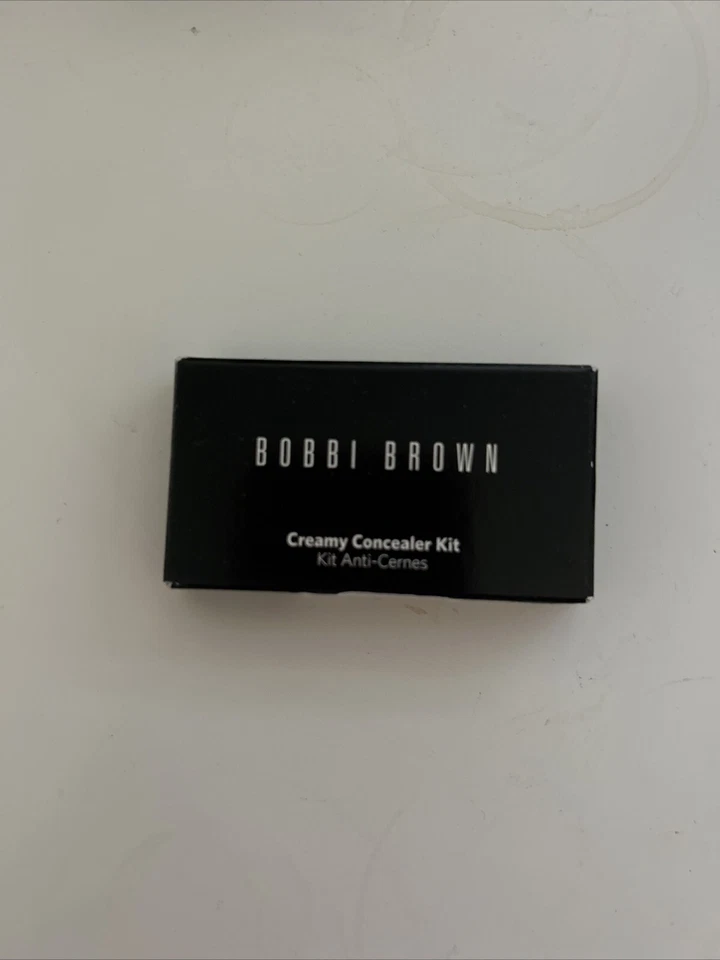 BOBBI BROWN
Creamy Concealer Kit
Kit Anti-Cernes